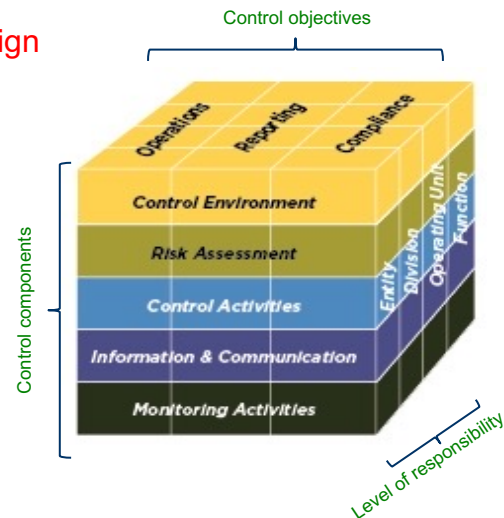 Control objectives
ign
Operations
Reporting
Compliance
Control components
Control Environment
Risk Assessment
Control Activities
Information & Communication
Monitoring Activities
Entity
Division
Operating Unit
Function
Level of responsibility